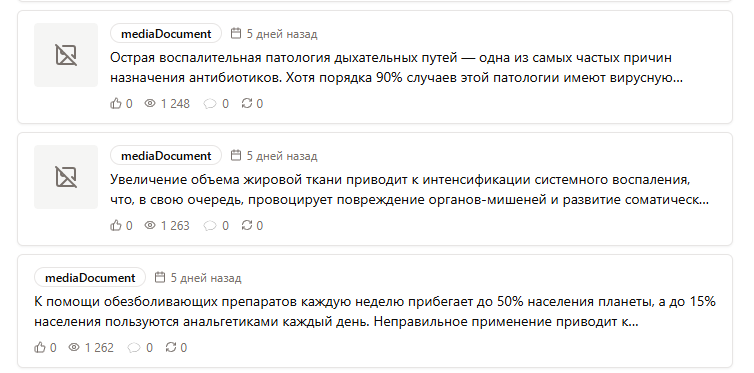 mediaDocument 5 дней назад
Острая воспалительная патология дыхательных путей — одна из самых частых причин
назначения антибиотиков. Хотя порядка 90% случаев этой патологии имеют вирусную...
0 1 248 0 0
mediaDocument 5 дней назад
Увеличение объема жировой ткани приводит к интенсификации системного воспаления,
что, в свою очередь, провоцирует повреждение органов-мишеней и развитие соматическ...
0 1 263 0 0
mediaDocument 5 дней назад
К помощи обезболивающих препаратов каждую неделю прибегает до 50% населения планеты, а до 15%
населения пользуются анальгетиками каждый день. Неправильное применение приводит к...
0 1 262 0 0